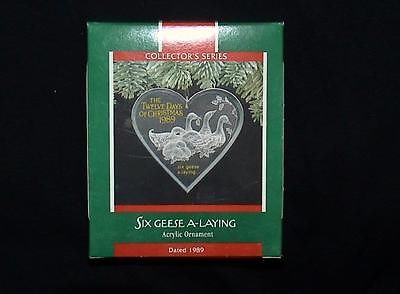 COLLECTOR'S SERIES
THE
TWELVE DAYS
OF CHRISTMAS
1989
six geese
a-laying...
SIX GEESE A-LAYING
Acrylic Ornament
Dated 1989